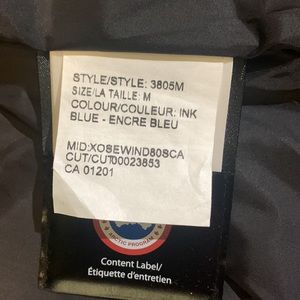 STYLE/STYLE: 3805M
SIZE/LA TAILLE: M
COLOUR/COULEUR: INK
BLUE - ENCRE BLEU
MID:XOSEWIND80SCA
CUT/CUT00023853
CA 01201
ARCTIC PROGRAM
Content Label/
Étiquette d'entretien